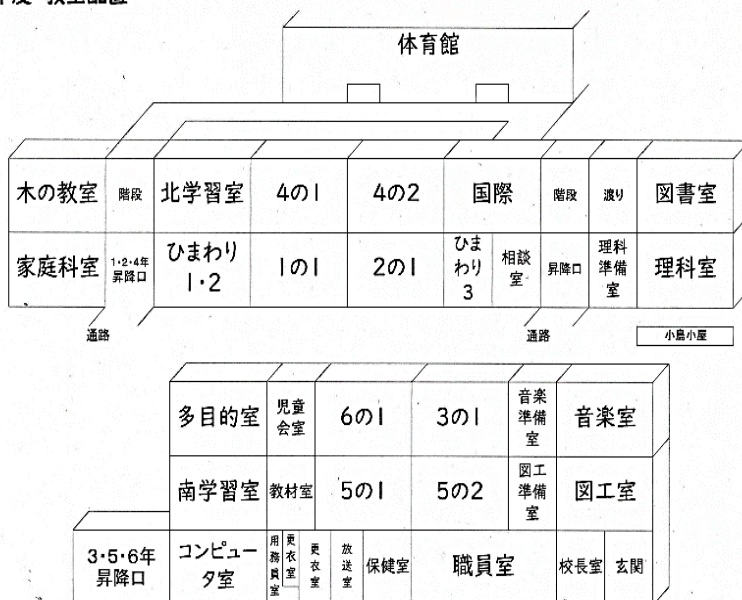 体育館
木の教室 階段 北学習室 4の1 4の2 国際 階段 渡り 図書室
家庭科室
1・2・4年
昇降口
ひまわり
1・2
1の1
2の1
ひま
わり
3
相談
室
昇降口
理科
準備
室
理科室
通路
通路
小鳥小屋
多目的室
児童
会室
6の1
3の1
音楽
準備
室
音楽室
南学習室
教材室
5の1
5の2
図工
準備
室
図工室
3・5・6年
昇降口
コンピュー
タ室
用務員室
更衣室
更衣室
放送室
保健室
職員室
校長室
玄関